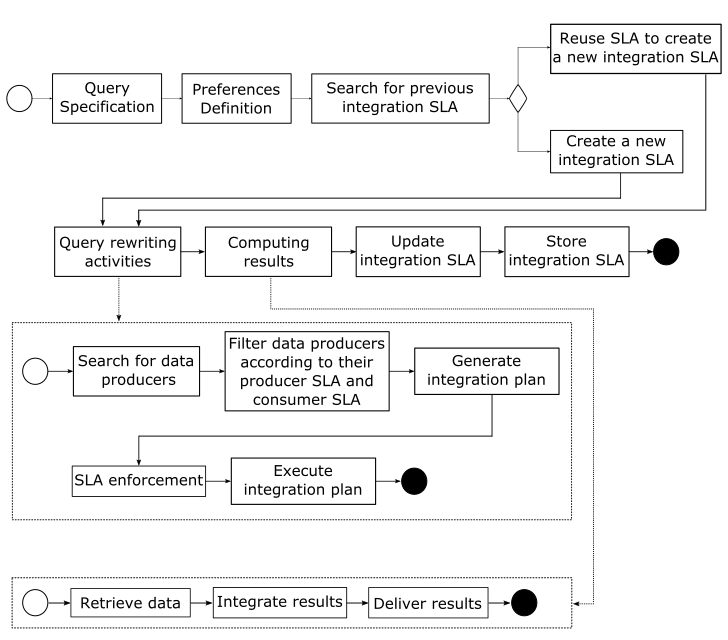 Query
Specification
Preferences
Definition
Search for previous
integration SLA
Reuse SLA to create
a new integration SLA
Create a new
integration SLA
Query rewriting
activities
Computing
results
Update
integration SLA
Store
integration SLA
Search for data
producers
Filter data producers
according to their
producer SLA and
consumer SLA
Generate
integration plan
SLA enforcement
Execute
integration plan
Retrieve data
Integrate results
Deliver results